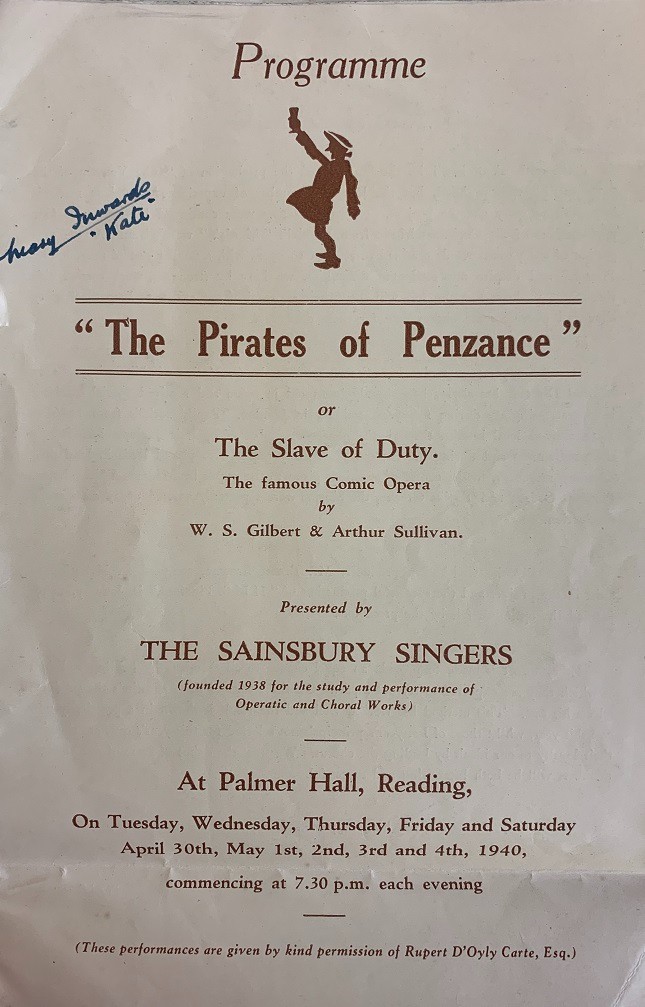 Programme
Inwards
"Kate"
" The Pirates of Penzance "
or
The Slave of Duty.
The famous Comic Opera
by
W. S. Gilbert & Arthur Sullivan.
Presented by
THE SAINSBURY SINGERS
(founded 1938 for the study and performance of
Operatic and Choral Works)
At Palmer Hall, Reading,
On Tuesday, Wednesday, Thursday, Friday and Saturday
April 30th, May 1st, 2nd, 3rd and 4th, 1940,
commencing at 7.30 p.m. each evening
(These performances are given by kind permission of Rupert D'Oyly Carte, Esq.)